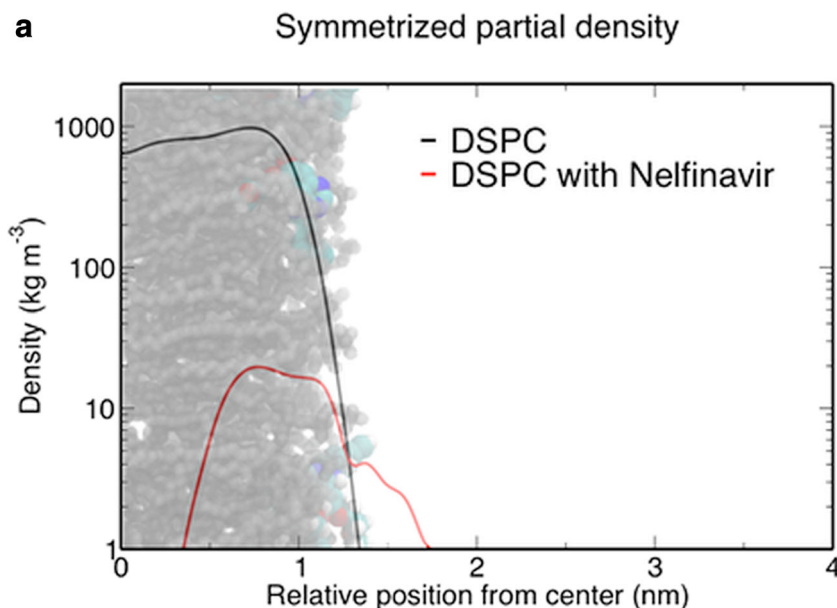 a
Symmetrized partial density
1000
100
10
1
Density (kg m-3)
DSPC
DSPC with Nelfinavir
0 1 2 3 4
Relative position from center (nm)